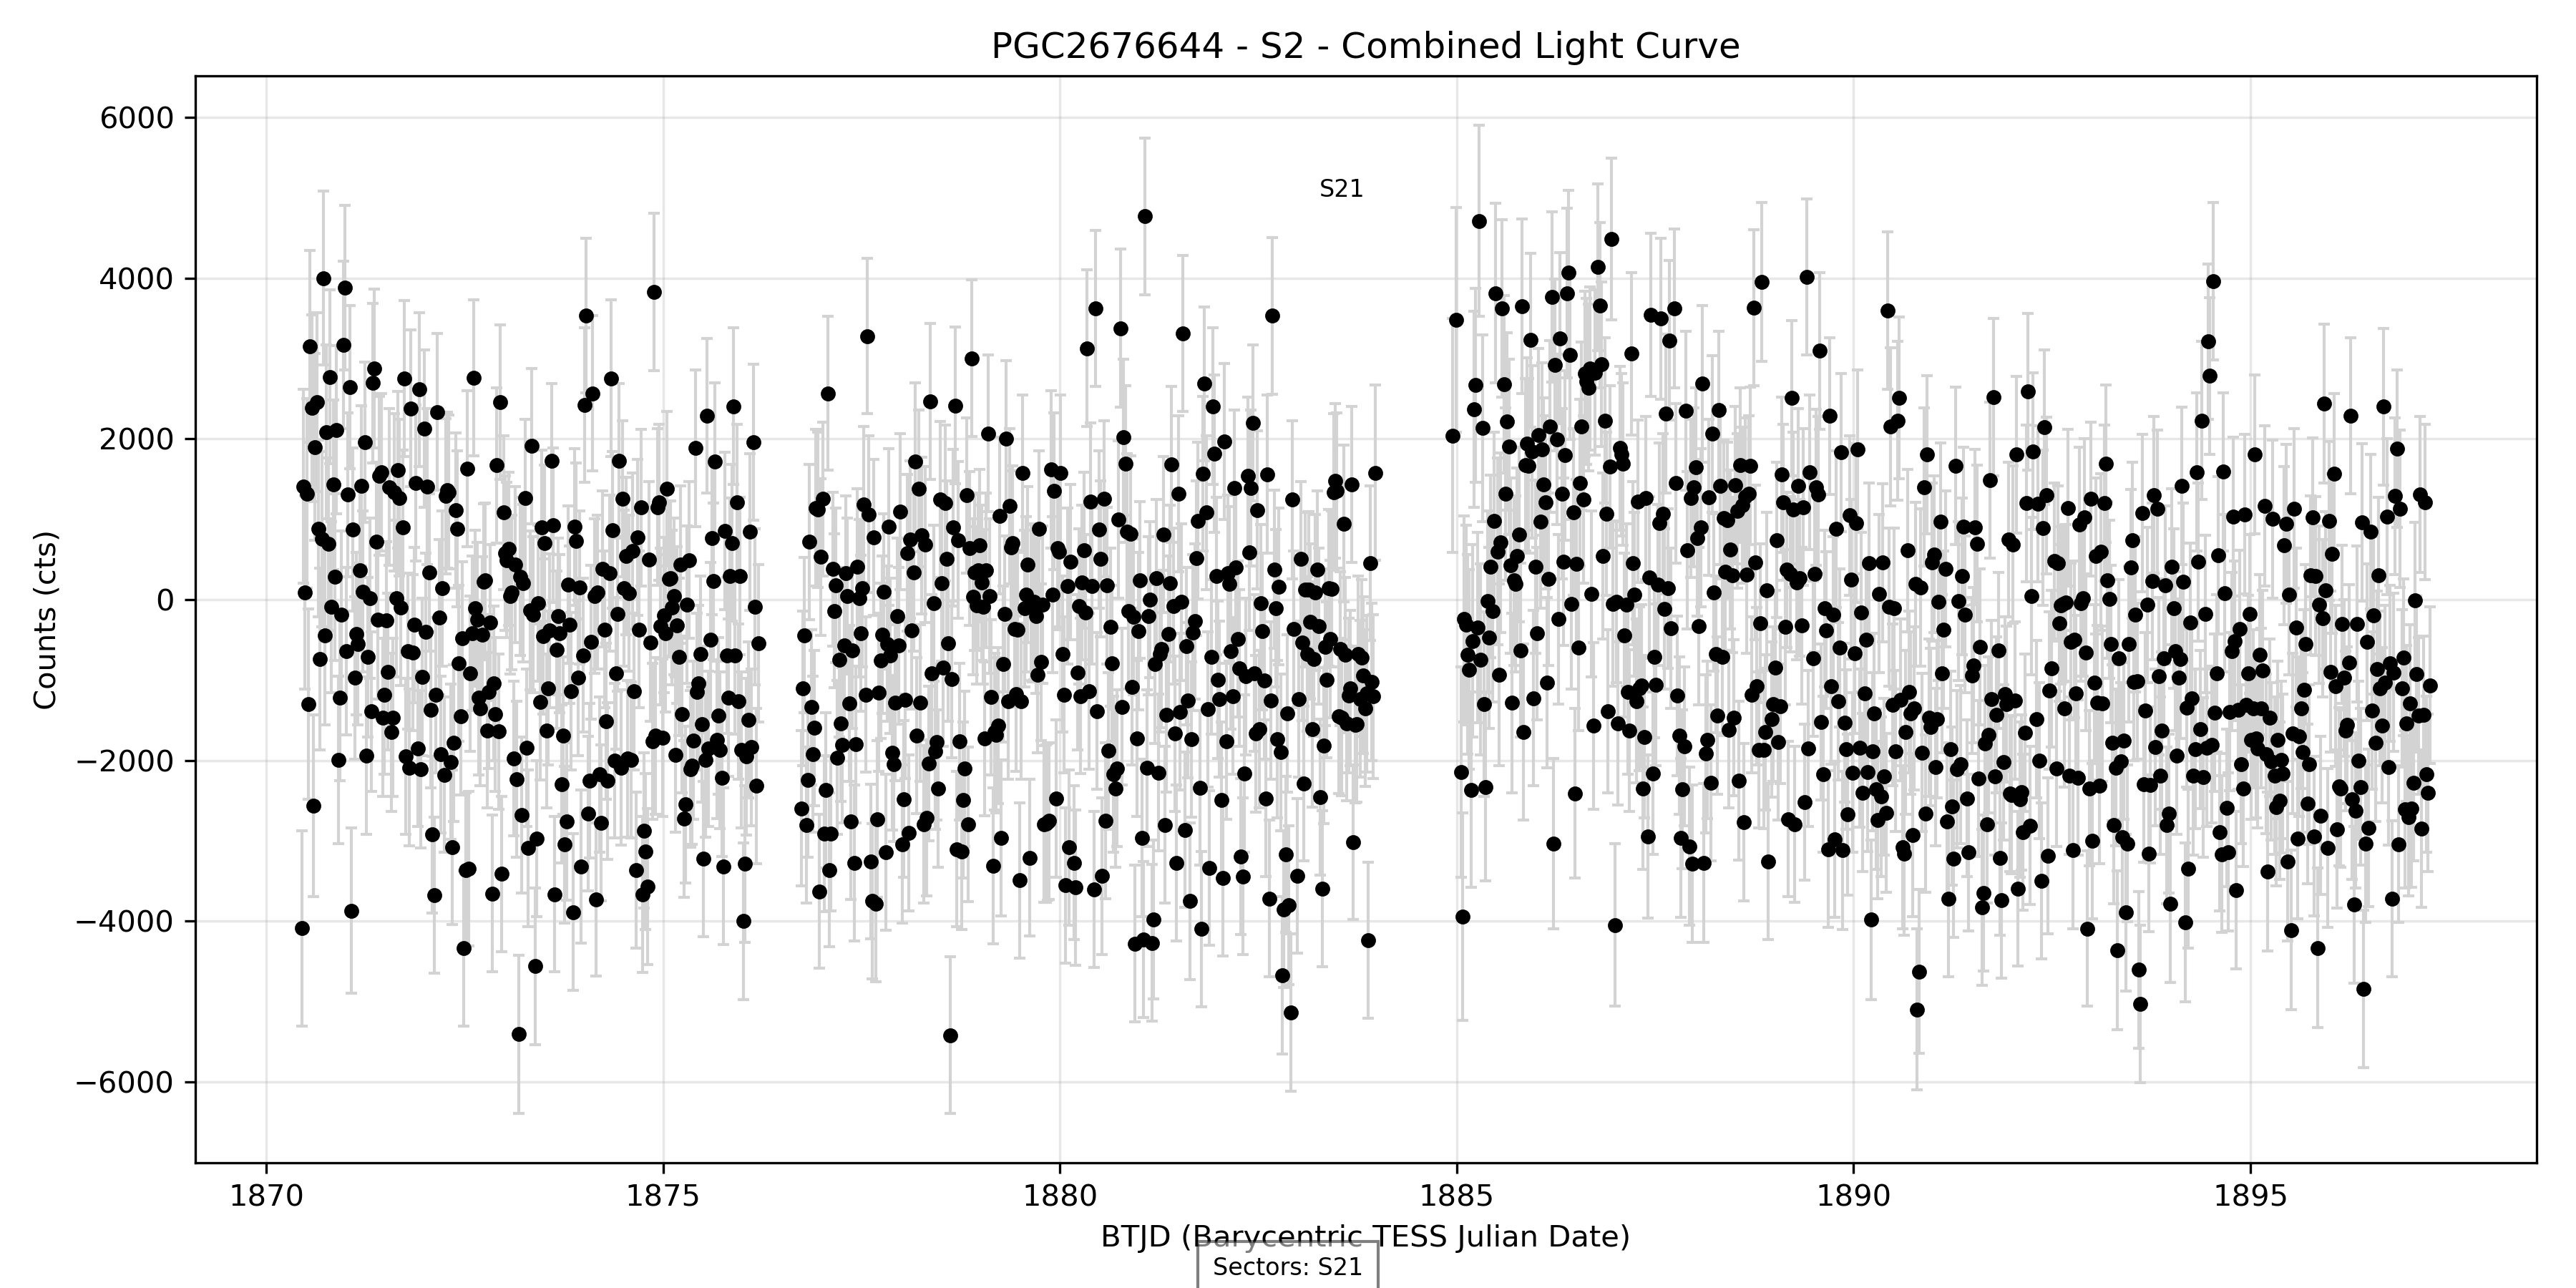 PGC2676644 - S2 - Combined Light Curve
6000
4000
2000
0
−2000
−4000
−6000
Counts (cts)
S21
1870
1875
1880
1885
1890
1895
BTJD (Barycentric TESS Julian Date)
Sectors: S21